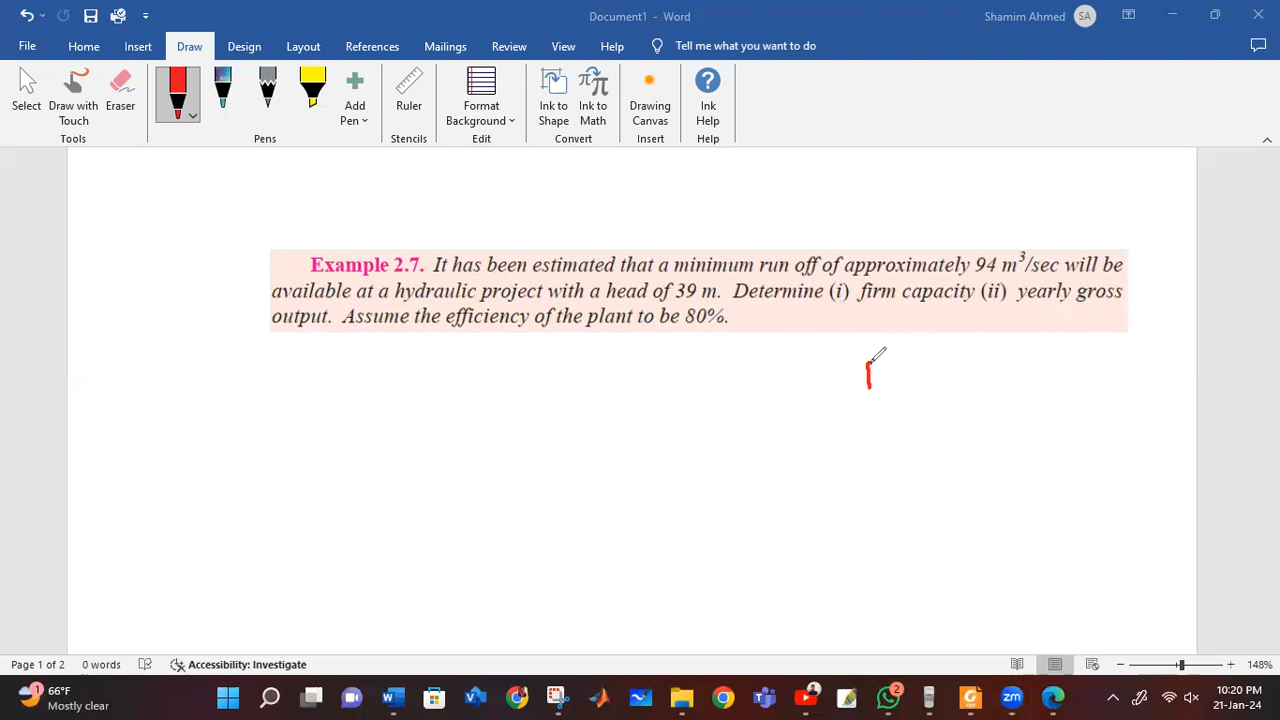 Document1 - Word
Shamim Ahmed
SA
File Home Insert Draw Design Layout References Mailings Review View Help Tell me what you want to do
Select
Draw with Touch
Eraser
Add Pen
Ruler
Format Background
Ink to Shape
Ink to Math
Drawing Canvas
Ink Help
Tools Pens Stencils Edit Convert Insert Help
Example 2.7. It has been estimated that a minimum run off of approximately 94 m³/sec will be
available at a hydraulic project with a head of 39 m. Determine (i) firm capacity (ii) yearly gross
output. Assume the efficiency of the plant to be 80%.
Page 1 of 2 0 words Accessibility: Investigate 148%
1
66°F
Mostly clear
2
zm
10:20 PM
21-Jan-24